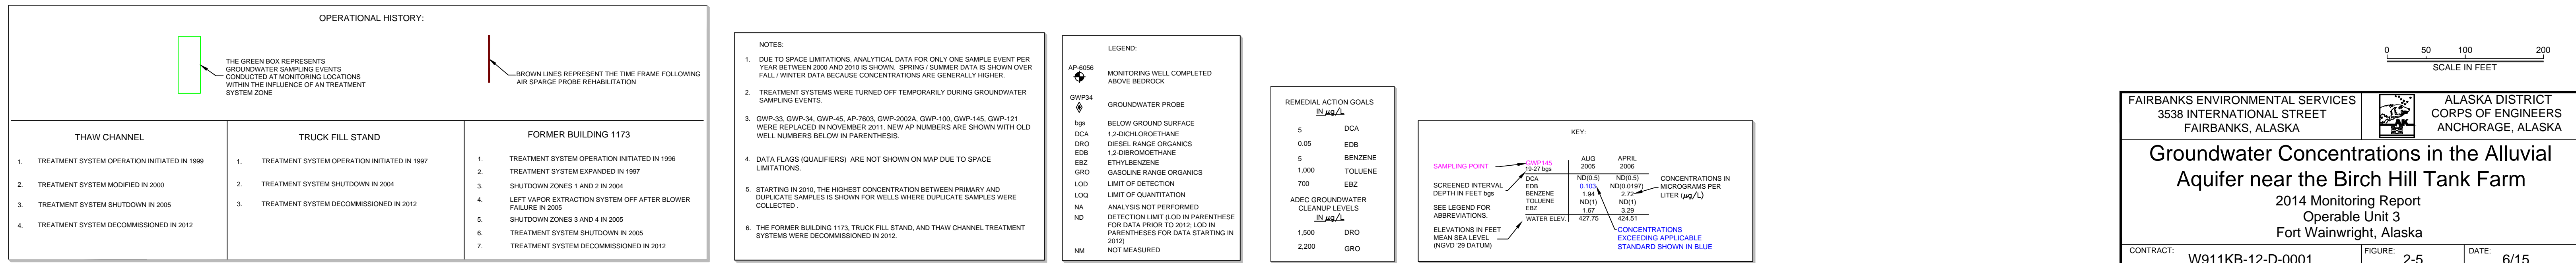 OPERATIONAL HISTORY:
THE GREEN BOX REPRESENTS
GROUNDWATER SAMPLING EVENTS
CONDUCTED AT MONITORING LOCATIONS
WITHIN THE INFLUENCE OF AN TREATMENT
SYSTEM ZONE
BROWN LINES REPRESENT THE TIME FRAME FOLLOWING
AIR SPARGE PROBE REHABILITATION
THAW CHANNEL
1. TREATMENT SYSTEM OPERATION INITIATED IN 1999
2. TREATMENT SYSTEM MODIFIED IN 2000
3. TREATMENT SYSTEM SHUTDOWN IN 2005
4. TREATMENT SYSTEM DECOMMISSIONED IN 2012
TRUCK FILL STAND
1. TREATMENT SYSTEM OPERATION INITIATED IN 1997
2. TREATMENT SYSTEM SHUTDOWN IN 2004
3. TREATMENT SYSTEM DECOMMISSIONED IN 2012
FORMER BUILDING 1173
1. TREATMENT SYSTEM OPERATION INITIATED IN 1996
2. TREATMENT SYSTEM EXPANDED IN 1997
3. SHUTDOWN ZONES 1 AND 2 IN 2004
4. LEFT VAPOR EXTRACTION SYSTEM OFF AFTER BLOWER
FAILURE IN 2005
5. SHUTDOWN ZONES 3 AND 4 IN 2005
6. TREATMENT SYSTEM SHUTDOWN IN 2005
7. TREATMENT SYSTEM DECOMMISSIONED IN 2012
NOTES:
1. DUE TO SPACE LIMITATIONS, ANALYTICAL DATA FOR ONLY ONE SAMPLE EVENT PER
YEAR BETWEEN 2000 AND 2010 IS SHOWN. SPRING / SUMMER DATA IS SHOWN OVER
FALL / WINTER DATA BECAUSE CONCENTRATIONS ARE GENERALLY HIGHER.
2. TREATMENT SYSTEMS WERE TURNED OFF TEMPORARILY DURING GROUNDWATER
SAMPLING EVENTS.
3. GWP-33, GWP-34, GWP-45, AP-7603, GWP-2002A, GWP-100, GWP-145, GWP-121
WERE REPLACED IN NOVEMBER 2011. NEW AP NUMBERS ARE SHOWN WITH OLD
WELL NUMBERS BELOW IN PARENTHESIS.
4. DATA FLAGS (QUALIFIERS) ARE NOT SHOWN ON MAP DUE TO SPACE
LIMITATIONS.
5. STARTING IN 2010, THE HIGHEST CONCENTRATION BETWEEN PRIMARY AND
DUPLICATE SAMPLES IS SHOWN FOR WELLS WHERE DUPLICATE SAMPLES WERE
COLLECTED .
6. THE FORMER BUILDING 1173, TRUCK FILL STAND, AND THAW CHANNEL TREATMENT
SYSTEMS WERE DECOMMISSIONED IN 2012.
LEGEND:
AP-6056
MONITORING WELL COMPLETED
ABOVE BEDROCK
GWP34
GROUNDWATER PROBE
bgs BELOW GROUND SURFACE
DCA 1,2-DICHLOROETHANE
DRO DIESEL RANGE ORGANICS
EDB 1,2-DIBROMOETHANE
EBZ ETHYLBENZENE
GRO GASOLINE RANGE ORGANICS
LOD LIMIT OF DETECTION
LOQ LIMIT OF QUANTITATION
NA ANALYSIS NOT PERFORMED
ND DETECTION LIMIT (LOD IN PARENTHESE
FOR DATA PRIOR TO 2012; LOD IN
PARENTHESES FOR DATA STARTING IN
2012)
NM NOT MEASURED
REMEDIAL ACTION GOALS
IN µg/L
5 DCA
0.05 EDB
5 BENZENE
1,000 TOLUENE
700 EBZ
ADEC GROUNDWATER
CLEANUP LEVELS
IN µg/L
1,500 DRO
2,200 GRO
KEY:
SAMPLING POINT
SCREENED INTERVAL
DEPTH IN FEET bgs
SEE LEGEND FOR
ABBREVIATIONS.
ELEVATIONS IN FEET
MEAN SEA LEVEL
(NGVD '29 DATUM)
AUG APRIL
GWP145 2005 2006
19-27 bgs
DCA ND(0.5) ND(0.5)
EDB 0.103 ND(0.0197)
BENZENE 1.94 2.72
TOLUENE ND(1) ND(1)
EBZ 1.67 3.29
WATER ELEV. 427.75 424.51
CONCENTRATIONS IN
MICROGRAMS PER
LITER (µg/L)
CONCENTRATIONS
EXCEEDING APPLICABLE
STANDARD SHOWN IN BLUE
0 50 100 200
SCALE IN FEET
FAIRBANKS ENVIRONMENTAL SERVICES
3538 INTERNATIONAL STREET
FAIRBANKS, ALASKA
ALASKA DISTRICT
CORPS OF ENGINEERS
ANCHORAGE, ALASKA
Groundwater Concentrations in the Alluvial
Aquifer near the Birch Hill Tank Farm
2014 Monitoring Report
Operable Unit 3
Fort Wainwright, Alaska
CONTRACT: W911KB-12-D-0001
FIGURE: 2-5
DATE: 6/15